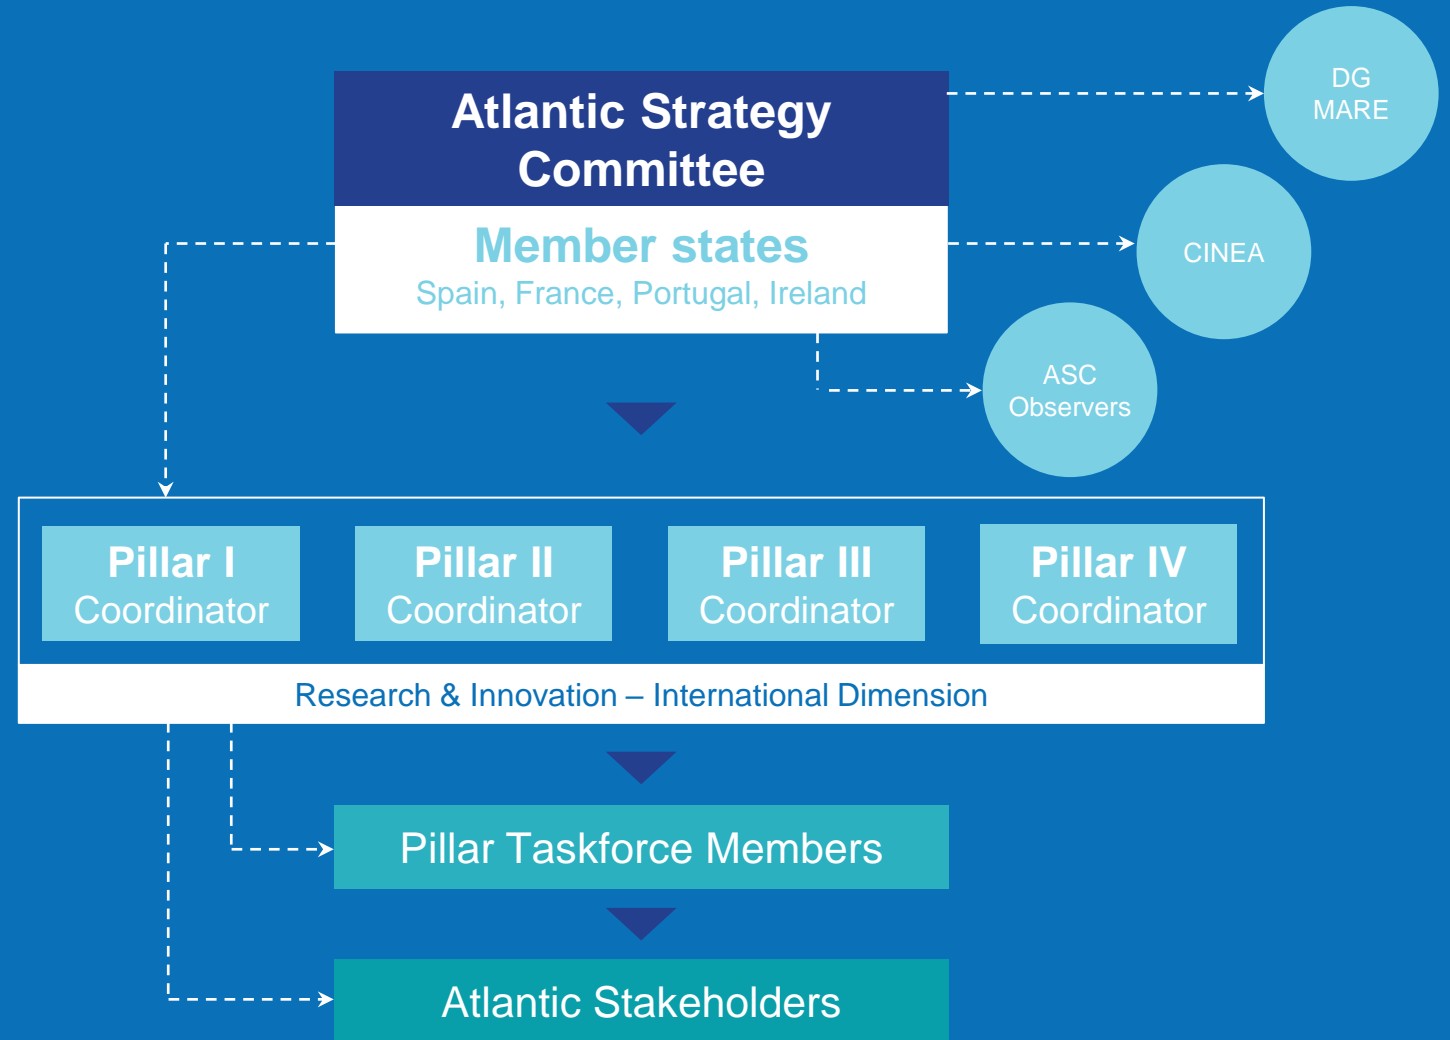 Atlantic Strategy
Committee
Member states
Spain, France, Portugal, Ireland
DG
MARE
CINEA
ASC
Observers
Pillar I
Coordinator
Pillar II
Coordinator
Pillar III
Coordinator
Pillar IV
Coordinator
Research & Innovation – International Dimension
Pillar Taskforce Members
Atlantic Stakeholders